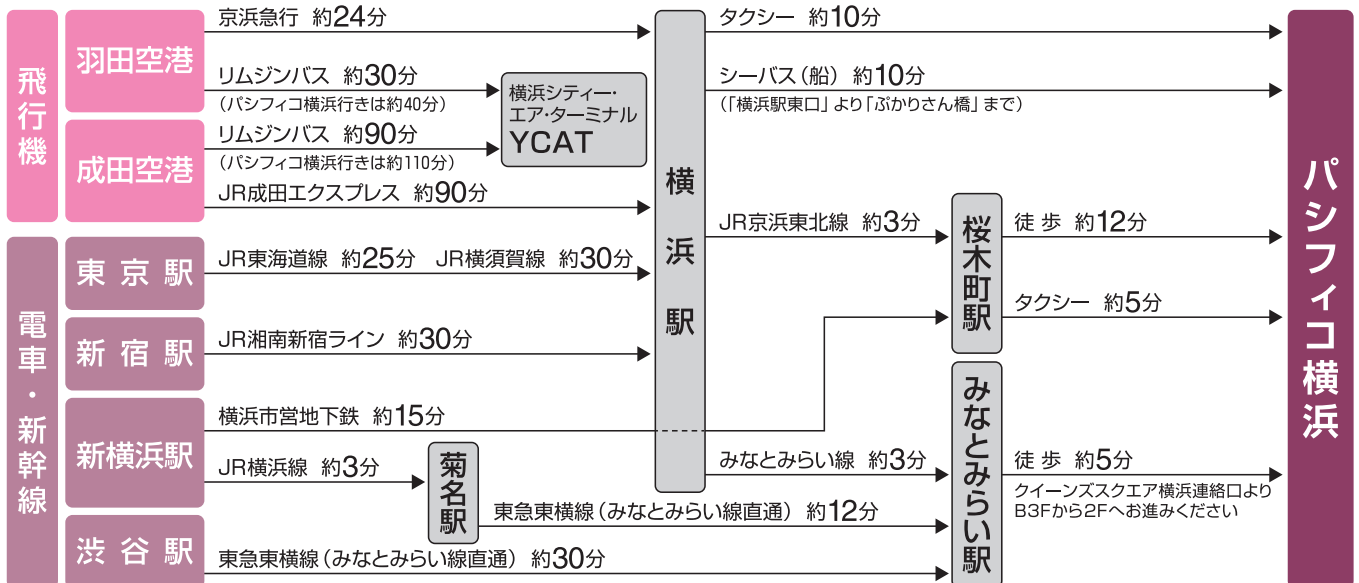 飛行機
羽田空港
京浜急行 約24分
リムジンバス 約30分
(パシフィコ横浜行きは約40分)
成田空港
リムジンバス 約90分
(パシフィコ横浜行きは約110分)
JR成田エクスプレス 約90分
横浜シティー・
エア・ターミナル
YCAT
電車・新幹線
東京駅
JR東海道線 約25分 JR横須賀線 約30分
新宿駅
JR湘南新宿ライン 約30分
新横浜駅
横浜市営地下鉄 約15分
JR横浜線 約3分
菊名駅
東急東横線(みなとみらい線直通) 約12分
渋谷駅
東急東横線(みなとみらい線直通) 約30分
横浜駅
タクシー 約10分
シーバス(船) 約10分
(「横浜駅東口」より「ぷかりさん橋」まで)
JR京浜東北線 約3分
桜木町駅
徒歩 約12分
タクシー 約5分
みなとみらい線 約3分
みなとみらい駅
徒歩 約5分
クイーンズスクエア横浜連絡口より
B3Fから2Fへお進みください
パシフィコ横浜